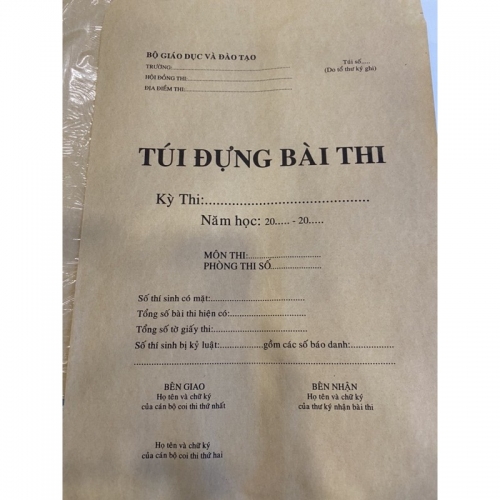 BỘ GIÁO DỤC VÀ ĐÀO TẠO
TRƯỜNG:
HỘI ĐỒNG THI:
ĐỊA ĐIỂM THI:
Túi số....
(Do tổ thư ký ghi)
TÚI ĐỰNG BÀI THI
Kỳ Thi:........................................
Năm học: 20..... - 20.....
MÔN THI:........................
PHÒNG THI SỐ................
Số thí sinh có mặt:................................
Tổng số bài thi hiện có:.........................
Tổng số tờ giấy thi:................................
Số thí sinh bị kỷ luật:............gồm các số báo danh:...............
BÊN GIAO
Họ tên và chữ ký
của cán bộ coi thi thứ nhất
BÊN NHẬN
Họ tên và chữ ký
của thư ký nhận bài thi
Họ tên và chữ ký
của cán bộ coi thi thứ hai